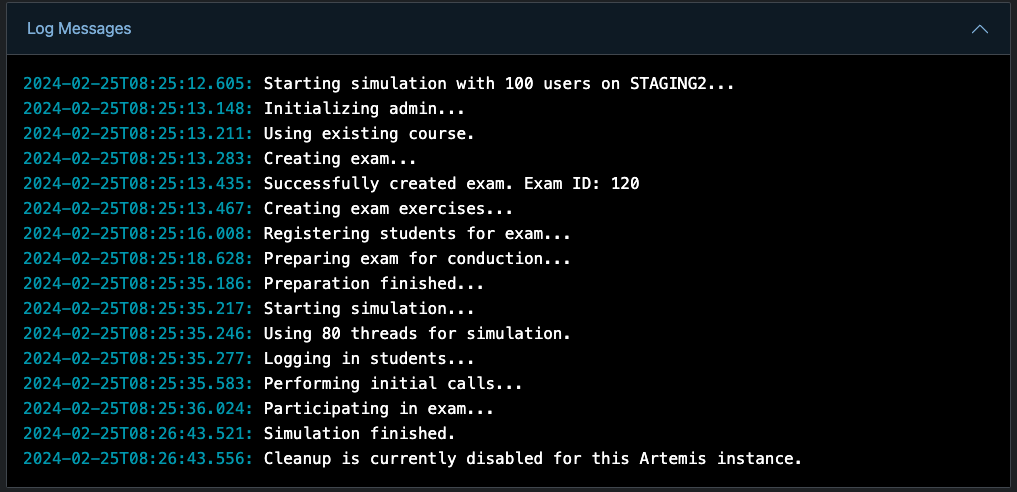 Log Messages
2024-02-25T08:25:12.605: Starting simulation with 100 users on STAGING2...
2024-02-25T08:25:13.148: Initializing admin...
2024-02-25T08:25:13.211: Using existing course.
2024-02-25T08:25:13.283: Creating exam...
2024-02-25T08:25:13.435: Successfully created exam. Exam ID: 120
2024-02-25T08:25:13.467: Creating exam exercises...
2024-02-25T08:25:16.008: Registering students for exam...
2024-02-25T08:25:18.628: Preparing exam for conduction...
2024-02-25T08:25:35.186: Preparation finished...
2024-02-25T08:25:35.217: Starting simulation...
2024-02-25T08:25:35.246: Using 80 threads for simulation.
2024-02-25T08:25:35.277: Logging in students...
2024-02-25T08:25:35.583: Performing initial calls...
2024-02-25T08:25:36.024: Participating in exam...
2024-02-25T08:26:43.521: Simulation finished.
2024-02-25T08:26:43.556: Cleanup is currently disabled for this Artemis instance.